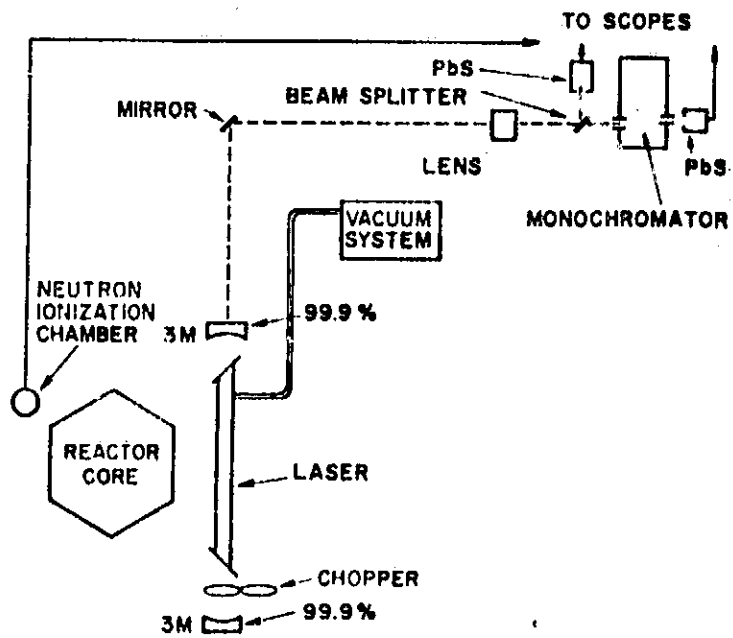 TO SCOPES
PbS
BEAM SPLITTER
MIRROR
LENS
PbS
MONOCHROMATOR
VACUUM
SYSTEM
NEUTRON
IONIZATION
CHAMBER
3M
99.9 %
REACTOR
CORE
LASER
CHOPPER
3M
99.9 %